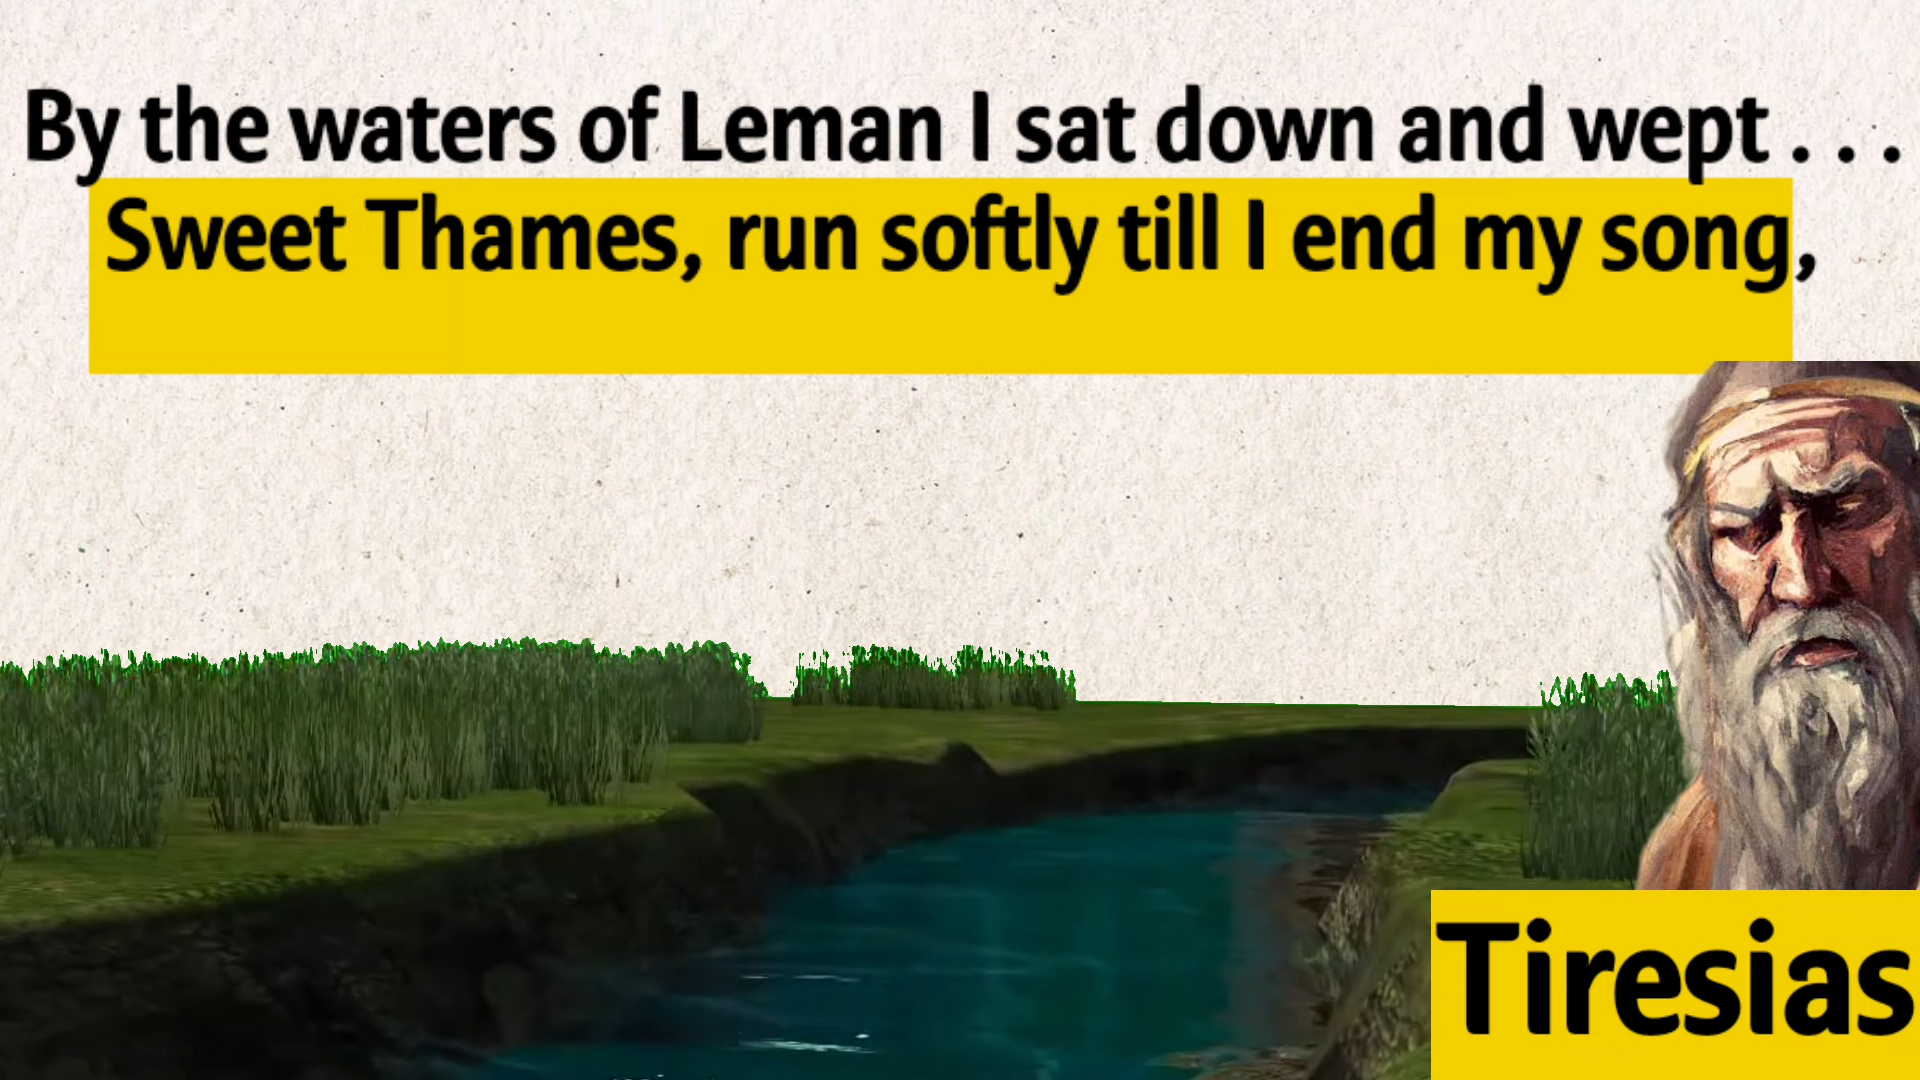 By the waters of Leman I sat down and wept . . .
Sweet Thames, run softly till I end my song,
Tiresias